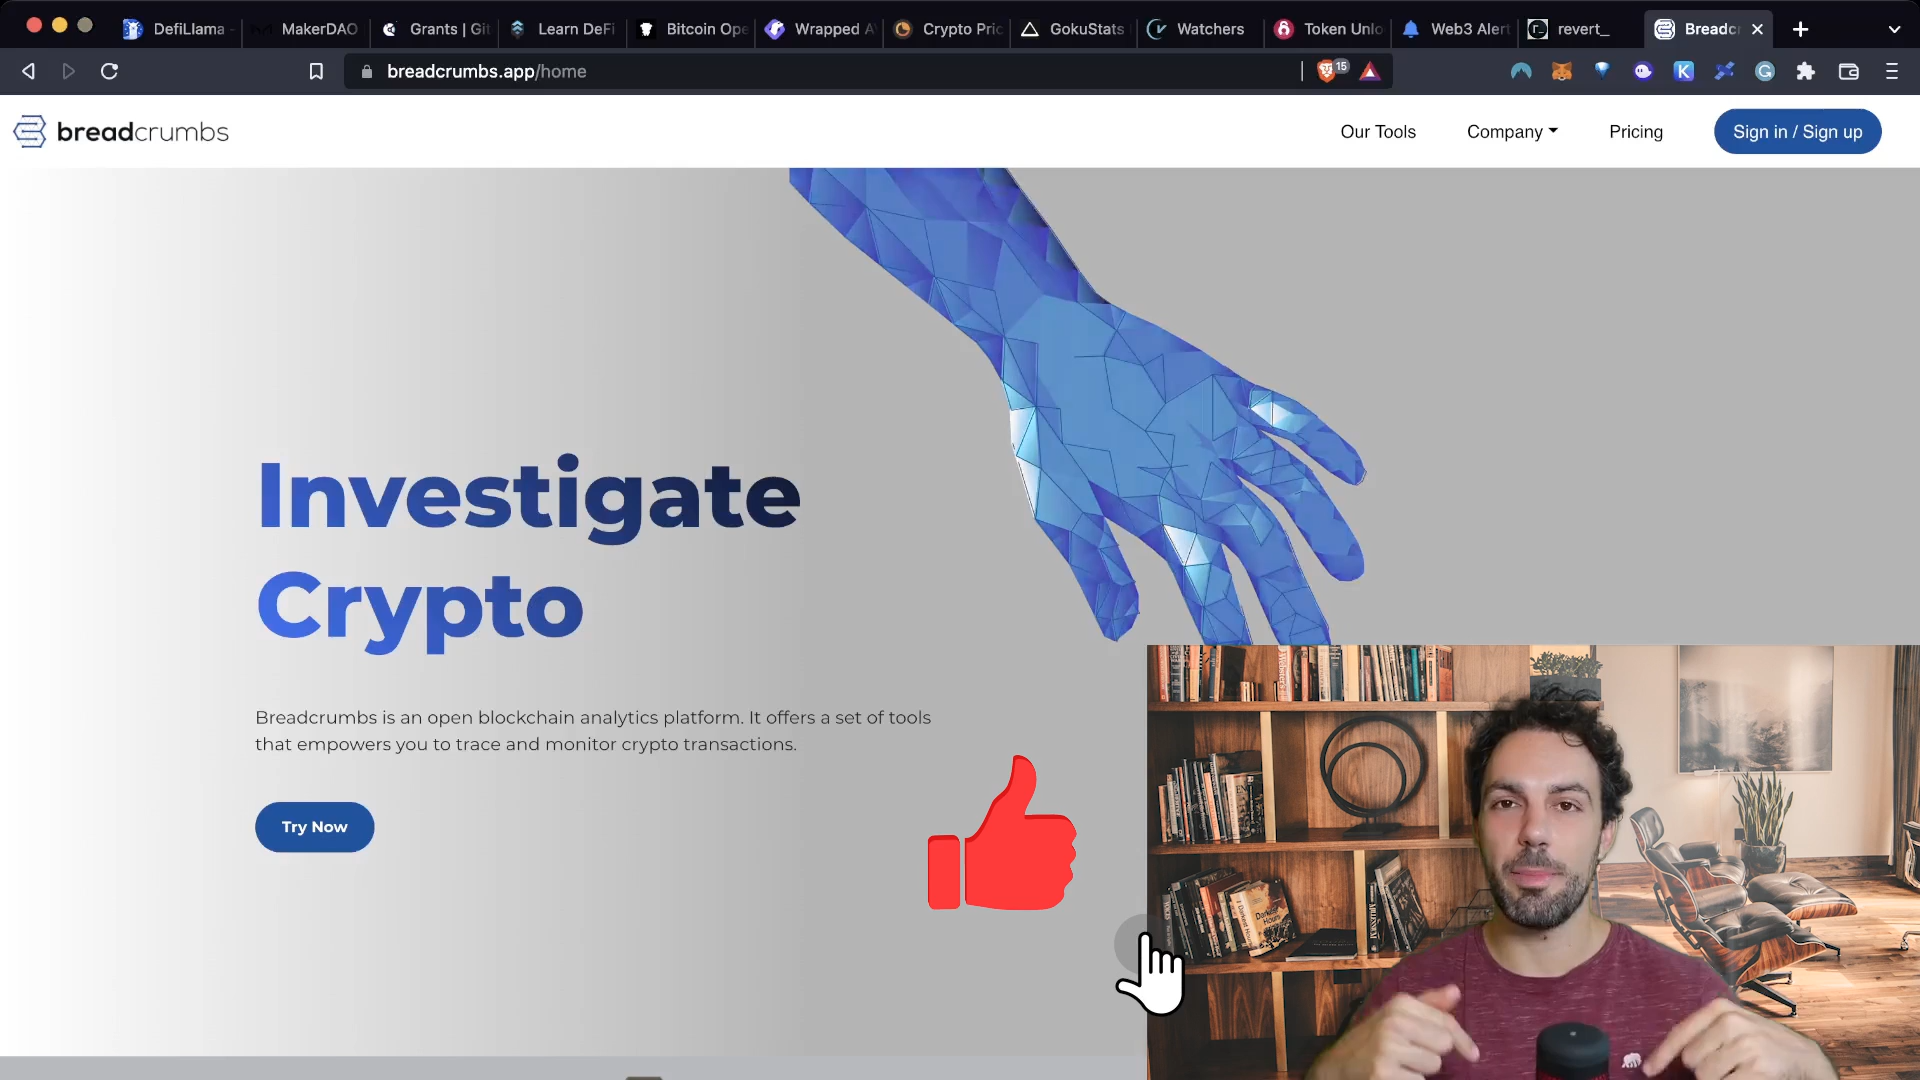 DefiLlama
MakerDAO
Grants | Git
Learn DeFi
Bitcoin Ope
Wrapped A
Crypto Pric
GokuStats
Watchers
Token Unlo
Web3 Alert
revert_
Breadcr
breadcrumbs.app/home
15
breadcrumbs
Our Tools
Company
Pricing
Sign in / Sign up
Investigate
Crypto
Breadcrumbs is an open blockchain analytics platform. It offers a set of tools
that empowers you to trace and monitor crypto transactions.
Try Now